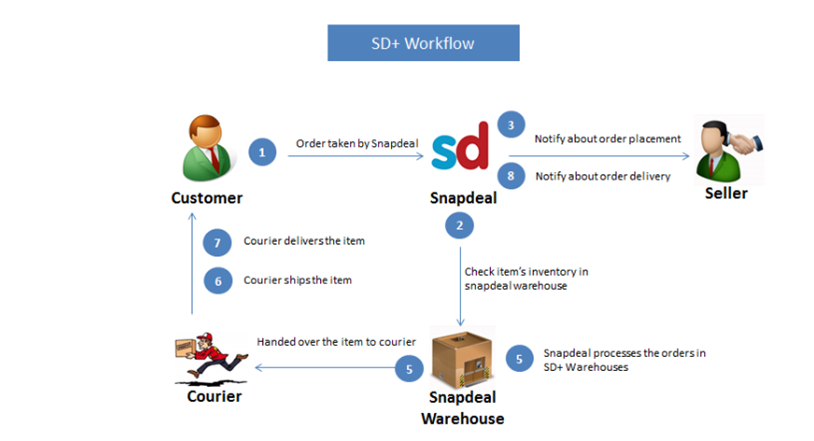 SD+ Workflow
1
Order taken by Snapdeal
sd
3
Notify about order placement
8
Notify about order delivery
Customer
Snapdeal
Seller
2
7
Courier delivers the item
6
Courier ships the item
Check item's inventory in
snapdeal warehouse
Handed over the item to courier
5
5
Snapdeal processes the orders in
SD+ Warehouses
Courier
Snapdeal
Warehouse